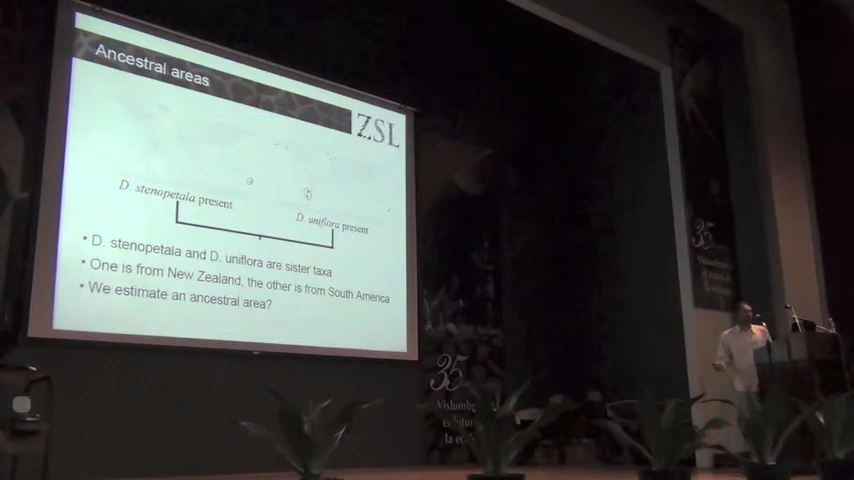 Ancestral areas
ZSL
D. stenopetala present
D. uniflora present
• D. stenopetala and D. uniflora are sister taxa
• One is from New Zealand, the other is from South America
• We estimate an ancestral area?
35
35